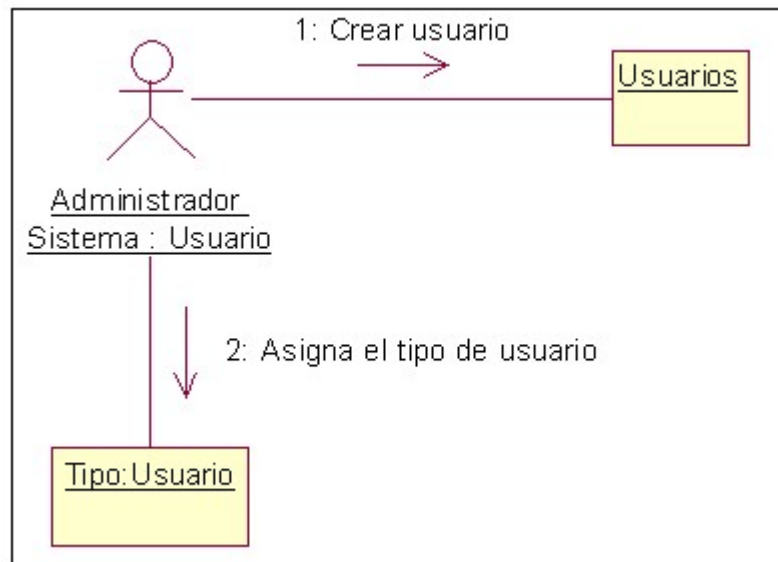 1: Crear usuario
Usuarios
Administrador
Sistema : Usuario
2: Asigna el tipo de usuario
Tipo:Usuario